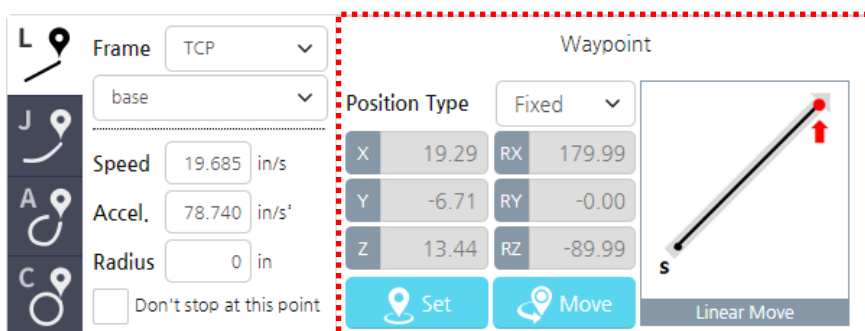 L
J
A
C
Frame TCP
base
Speed 19.685 in/s
Accel. 78.740 in/s²
Radius 0 in
Don't stop at this point
Waypoint
Position Type Fixed
X 19.29 RX 179.99
Y -6.71 RY -0.00
Z 13.44 RZ -89.99
Set Move
S
Linear Move